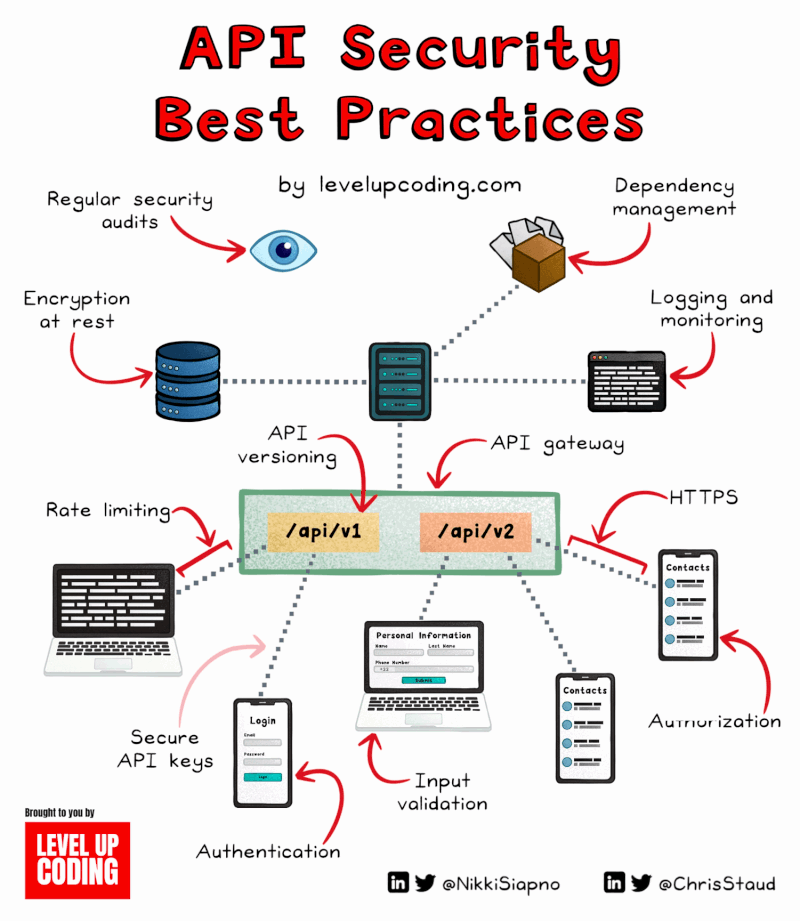 API Security
Best Practices
by levelupcoding.com
Regular security
audits
Dependency
management
Encryption
at rest
Logging and
monitoring
API
versioning
API gateway
Rate limiting
HTTPS
/api/v1
/api/v2
Contacts
Personal Information
Name
Last Name
Phone Number
Submit
Contacts
Login
Email
Password
Login
Secure
API keys
Authorization
Input
validation
Authentication
Brought to you by
LEVEL UP
CODING
in @NikkiSiapno
in @ChrisStaud